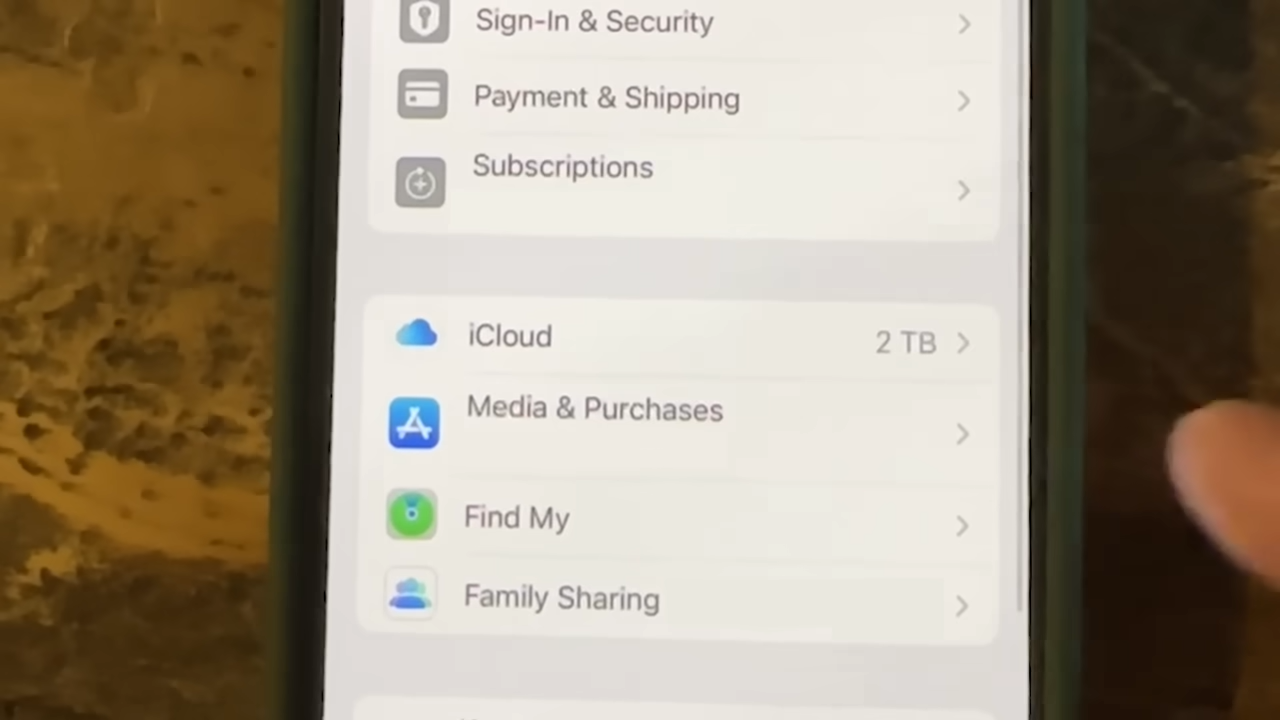 Sign-In & Security
Payment & Shipping
Subscriptions
iCloud 2 TB
Media & Purchases
Find My
Family Sharing